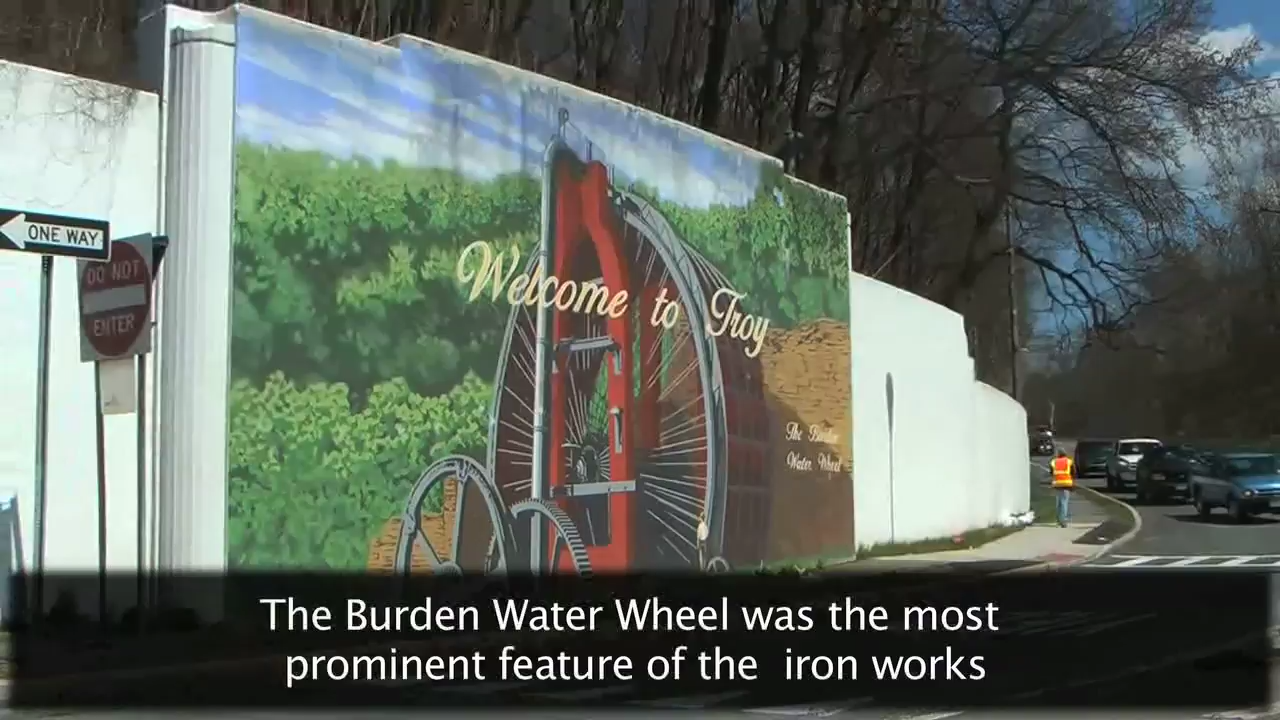 ONE WAY
DO NOT
ENTER
Welcome to Troy
The Burden
Water Wheel
The Burden Water Wheel was the most
prominent feature of the iron works